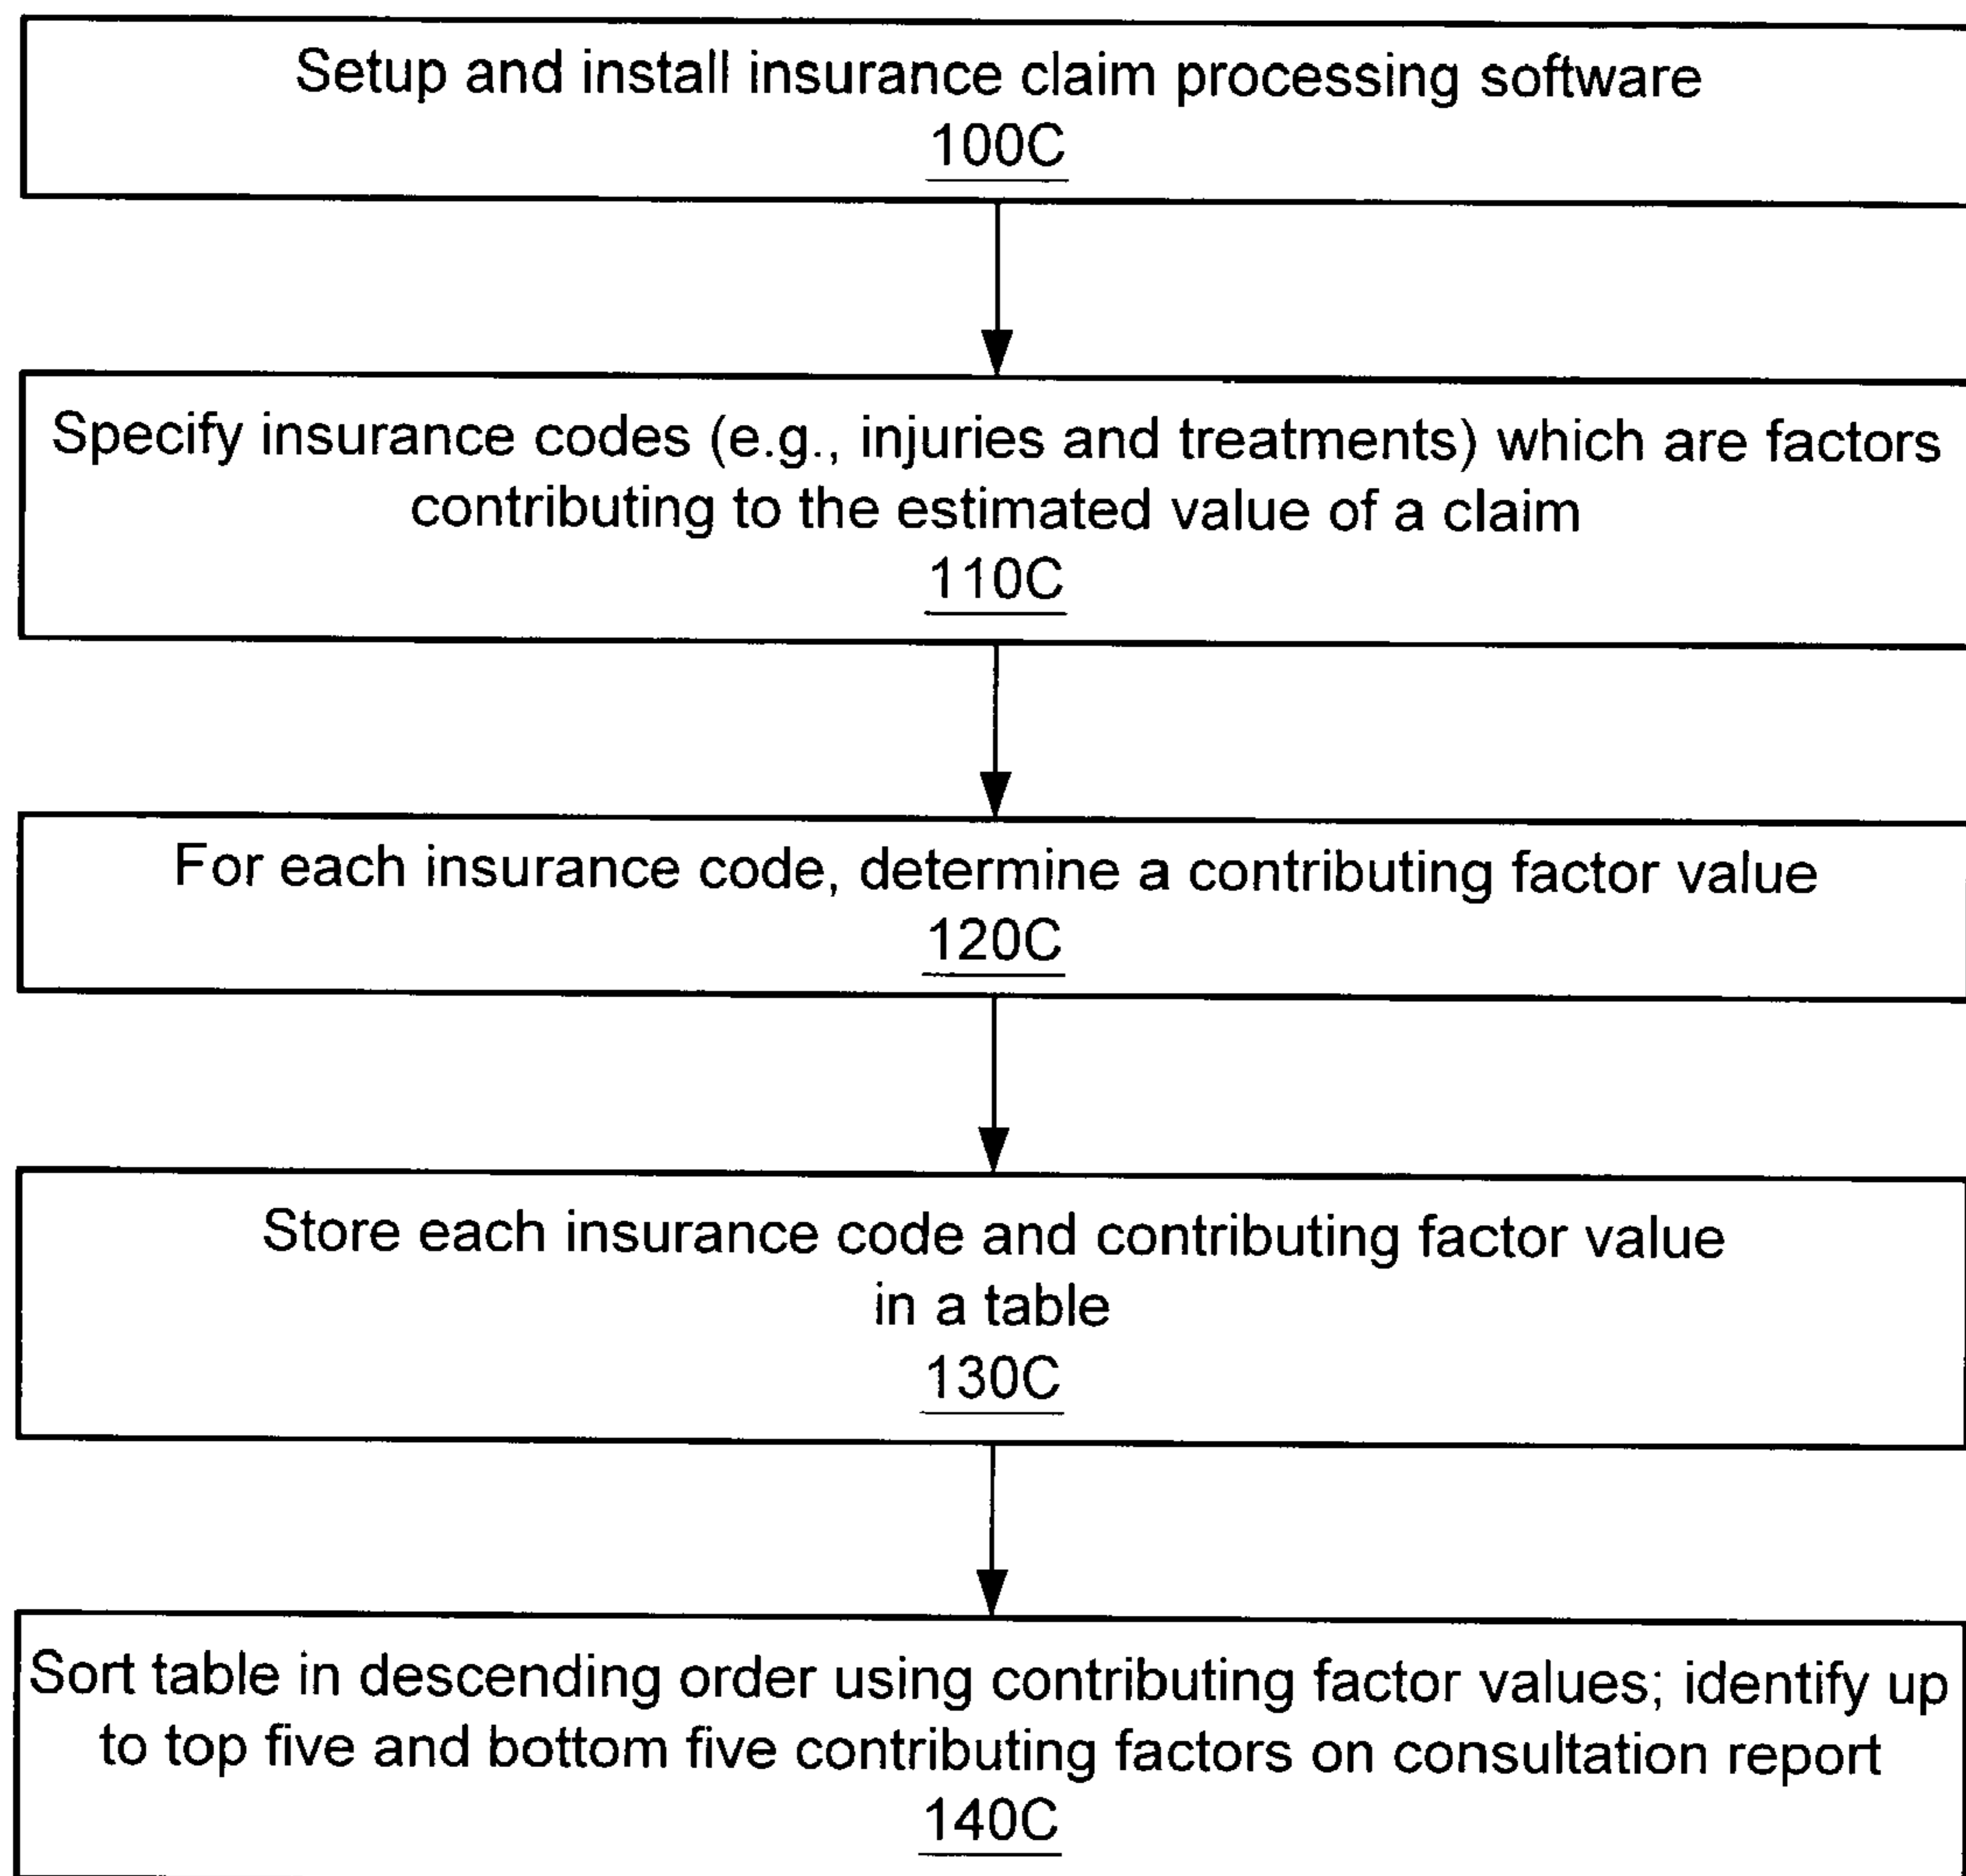 Setup and install insurance claim processing software
100C
Specify insurance codes (e.g., injuries and treatments) which are factors
contributing to the estimated value of a claim
110C
For each insurance code, determine a contributing factor value
120C
Store each insurance code and contributing factor value
in a table
130C
Sort table in descending order using contributing factor values; identify up
to top five and bottom five contributing factors on consultation report
140C